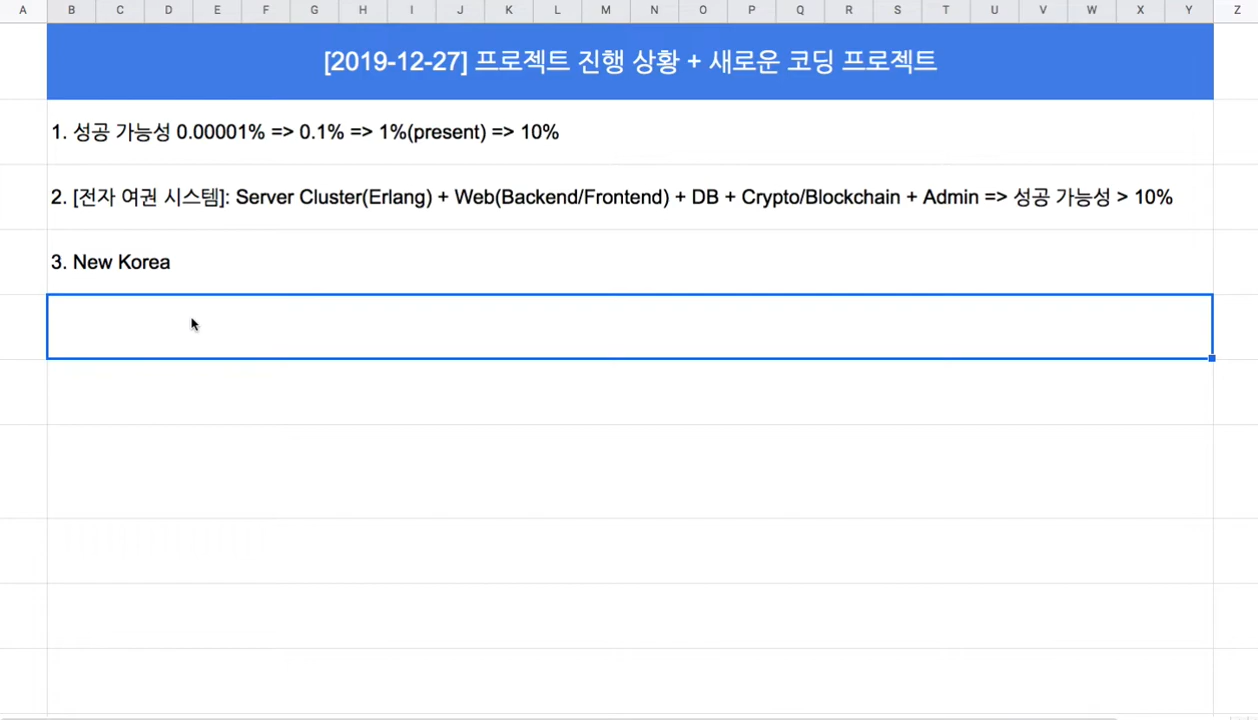 A B C D E F G H I J K L M N O P Q R S T U V W X Y Z
[2019-12-27] 프로젝트 진행 상황 + 새로운 코딩 프로젝트
1. 성공 가능성 0.00001% => 0.1% => 1%(present) => 10%
2. [전자 여권 시스템]: Server Cluster(Erlang) + Web(Backend/Frontend) + DB + Crypto/Blockchain + Admin => 성공 가능성 > 10%
3. New Korea